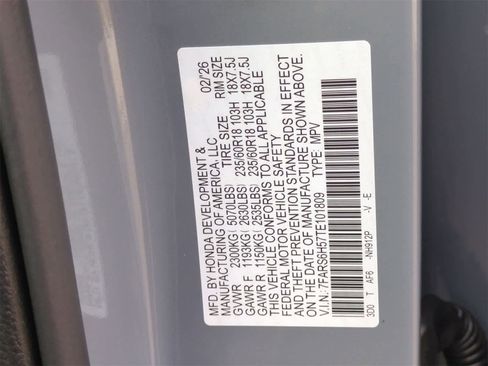 MFD. BY HONDA DEVELOPMENT & 02/26
MANUFACTURING OF AMERICA, LLC TIRE SIZE RIM SIZE
GVWR 2300KG( 5070LBS) 235/60R18 103H 18X7.5J
GAWR F 1193KG( 2630LBS) 235/60R18 103H 18X7.5J
GAWR R 1150KG( 2535LBS)
THIS VEHICLE CONFORMS TO ALL APPLICABLE
FEDERAL MOTOR VEHICLE SAFETY
AND THEFT PREVENTION STANDARDS IN EFFECT
ON THE DATE OF MANUFACTURE SHOWN ABOVE.
V.I.N.:7FARS6H57TE101809 TYPE: MPV
3D0 T AF6 -NH912P -V -E